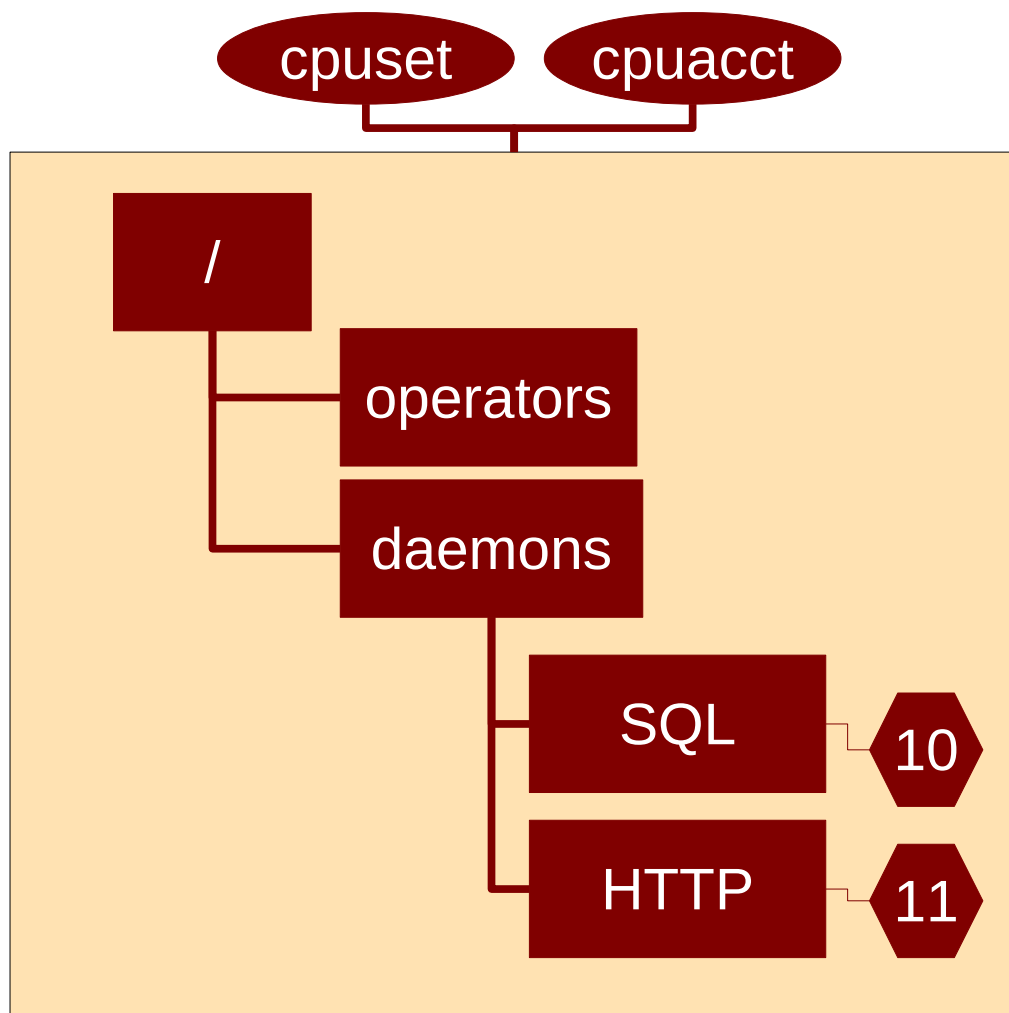 cpuset
cpuacct
/
operators
daemons
SQL
10
HTTP
11